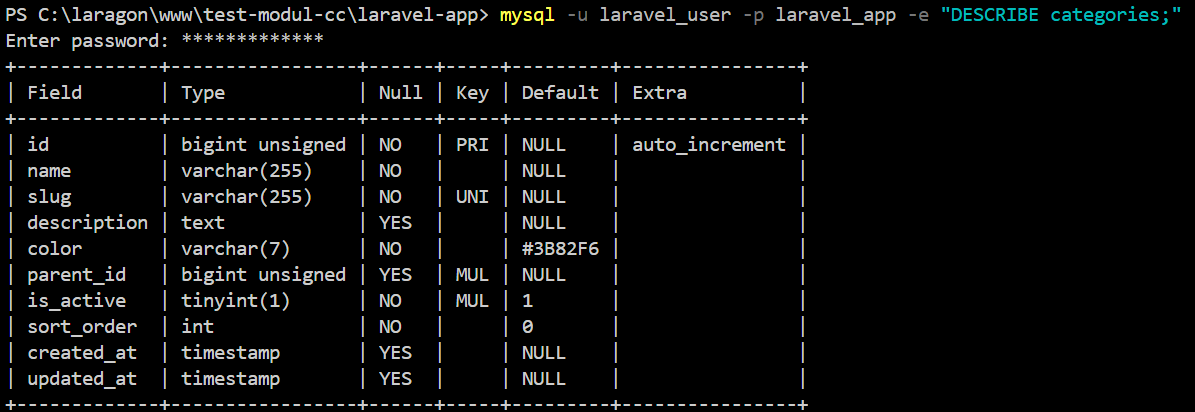 PS C:\laragon\www\test-modul-cc\laravel-app> mysql -u laravel_user -p laravel_app -e "DESCRIBE categories;"
Enter password: *************
+-------------+-----------------+------+-----+---------+----------------+
| Field       | Type            | Null | Key | Default | Extra          |
+-------------+-----------------+------+-----+---------+----------------+
| id          | bigint unsigned | NO   | PRI | NULL    | auto_increment |
| name        | varchar(255)    | NO   |     | NULL    |                |
| slug        | varchar(255)    | NO   | UNI | NULL    |                |
| description | text            | YES  |     | NULL    |                |
| color       | varchar(7)      | NO   |     | #3B82F6 |                |
| parent_id   | bigint unsigned | YES  | MUL | NULL    |                |
| is_active   | tinyint(1)      | NO   | MUL | 1       |                |
| sort_order  | int             | NO   |     | 0       |                |
| created_at  | timestamp       | YES  |     | NULL    |                |
| updated_at  | timestamp       | YES  |     | NULL    |                |
+-------------+-----------------+------+-----+---------+----------------+